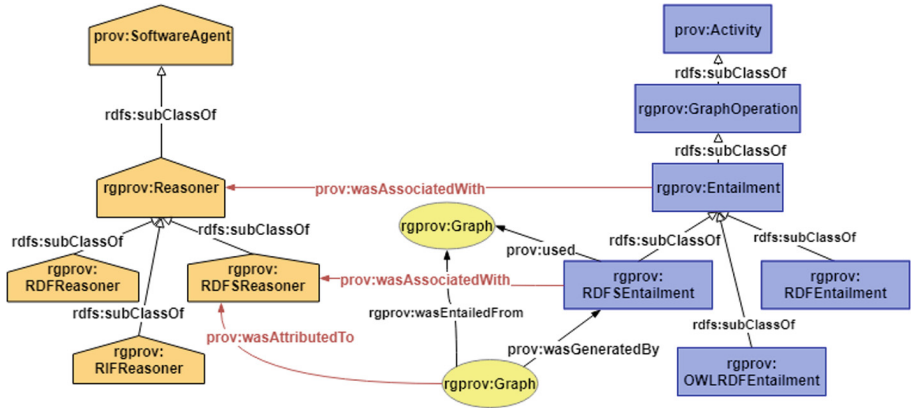 prov:SoftwareAgent
prov:Activity
rdfs:subClassOf
rgprov:GraphOperation
rdfs:subClassOf
rdfs:subClassOf
rgprov:Reasoner
prov:wasAssociatedWith
rgprov:Entailment
rgprov:Graph
rdfs:subClassOf
rdfs:subClassOf
prov:used
rdfs:subClassOf
rdfs:subClassOf
rgprov:
RDFReasoner
rgprov:
RDFSReasoner
prov:wasAssociatedWith
rgprov:
RDFSEntailment
rgprov:
RDFEntailment
rdfs:subClassOf
rgprov:wasEntailedFrom
rdfs:subClassOf
prov:wasAttributedTo
prov:wasGeneratedBy
rgprov:
RIFReasoner
rgprov:Graph
rgprov:
OWLRDFEntailment